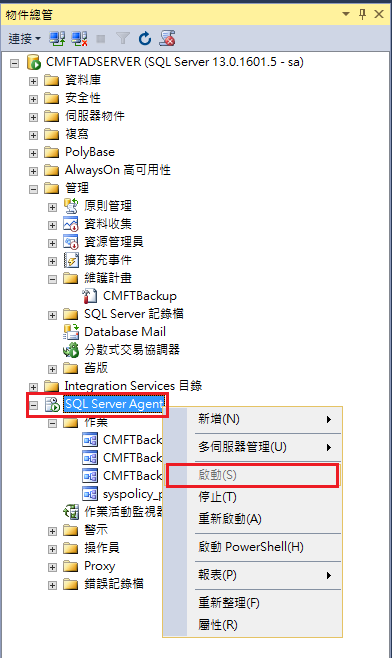 物件總管
連接
CMFTADSERVER (SQL Server 13.0.1601.5 - sa)
資料庫
安全性
伺服器物件
複寫
PolyBase
AlwaysOn 高可用性
管理
原則管理
資料收集
資源管理員
擴充事件
維護計畫
CMFTBackup
SQL Server 記錄檔
Database Mail
分散式交易協調器
舊版
Integration Services 目錄
SQL Server Agent
作業
CMFTBack
CMFTBack
CMFTBack
syspolicy_p
作業活動監視器
警示
操作員
Proxy
錯誤記錄檔
新增(N)
多伺服器管理(U)
啟動(S)
停止(T)
重新啟動(A)
啟動 PowerShell(H)
報表(P)
重新整理(F)
屬性(R)